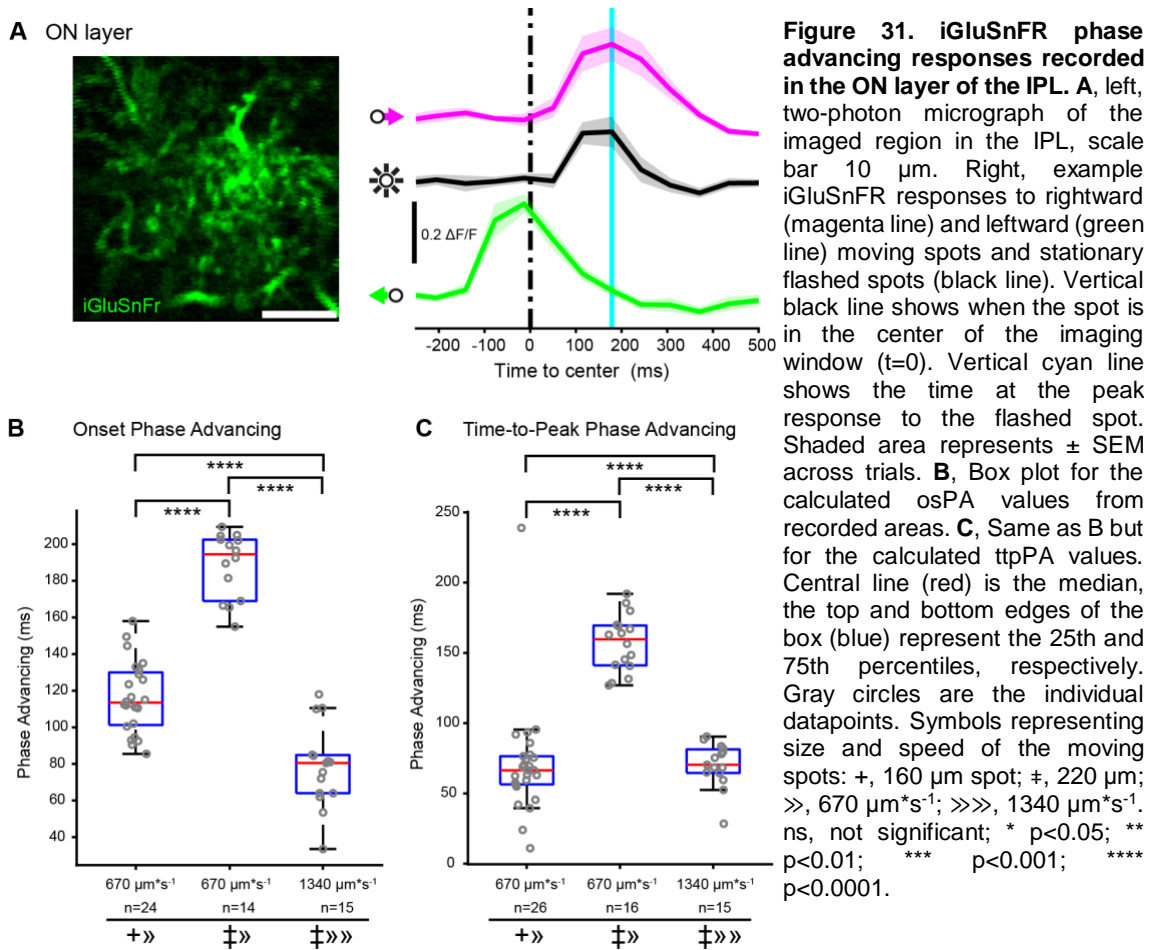 A ON layer
iGluSnFr
0.2 ΔF/F
-200 -100 0 100 200 300 400 500
Time to center (ms)
B Onset Phase Advancing
****
****
****
Phase Advancing (ms)
200
180
160
140
120
100
80
60
40
670 µm*s⁻¹ 670 µm*s⁻¹ 1340 µm*s⁻¹
n=24 n=14 n=15
+» ‡» ‡»»
C Time-to-Peak Phase Advancing
****
****
****
Phase Advancing (ms)
250
200
150
100
50
0
670 µm*s⁻¹ 670 µm*s⁻¹ 1340 µm*s⁻¹
n=26 n=16 n=15
+» ‡» ‡»»
Figure 31. iGluSnFR phase
advancing responses recorded
in the ON layer of the IPL. A, left,
two-photon micrograph of the
imaged region in the IPL, scale
bar 10 µm. Right, example
iGluSnFR responses to rightward
(magenta line) and leftward (green
line) moving spots and stationary
flashed spots (black line). Vertical
black line shows when the spot is
in the center of the imaging
window (t=0). Vertical cyan line
shows the time at the peak
response to the flashed spot.
Shaded area represents ± SEM
across trials. B, Box plot for the
calculated osPA values from
recorded areas. C, Same as B but
for the calculated ttpPA values.
Central line (red) is the median,
the top and bottom edges of the
box (blue) represent the 25th and
75th percentiles, respectively.
Gray circles are the individual
datapoints. Symbols representing
size and speed of the moving
spots: +, 160 µm spot; ‡, 220 µm;
≫, 670 µm*s⁻¹; ≫≫, 1340 µm*s⁻¹.
ns, not significant; * p<0.05; **
p<0.01; *** p<0.001; ****
p<0.0001.